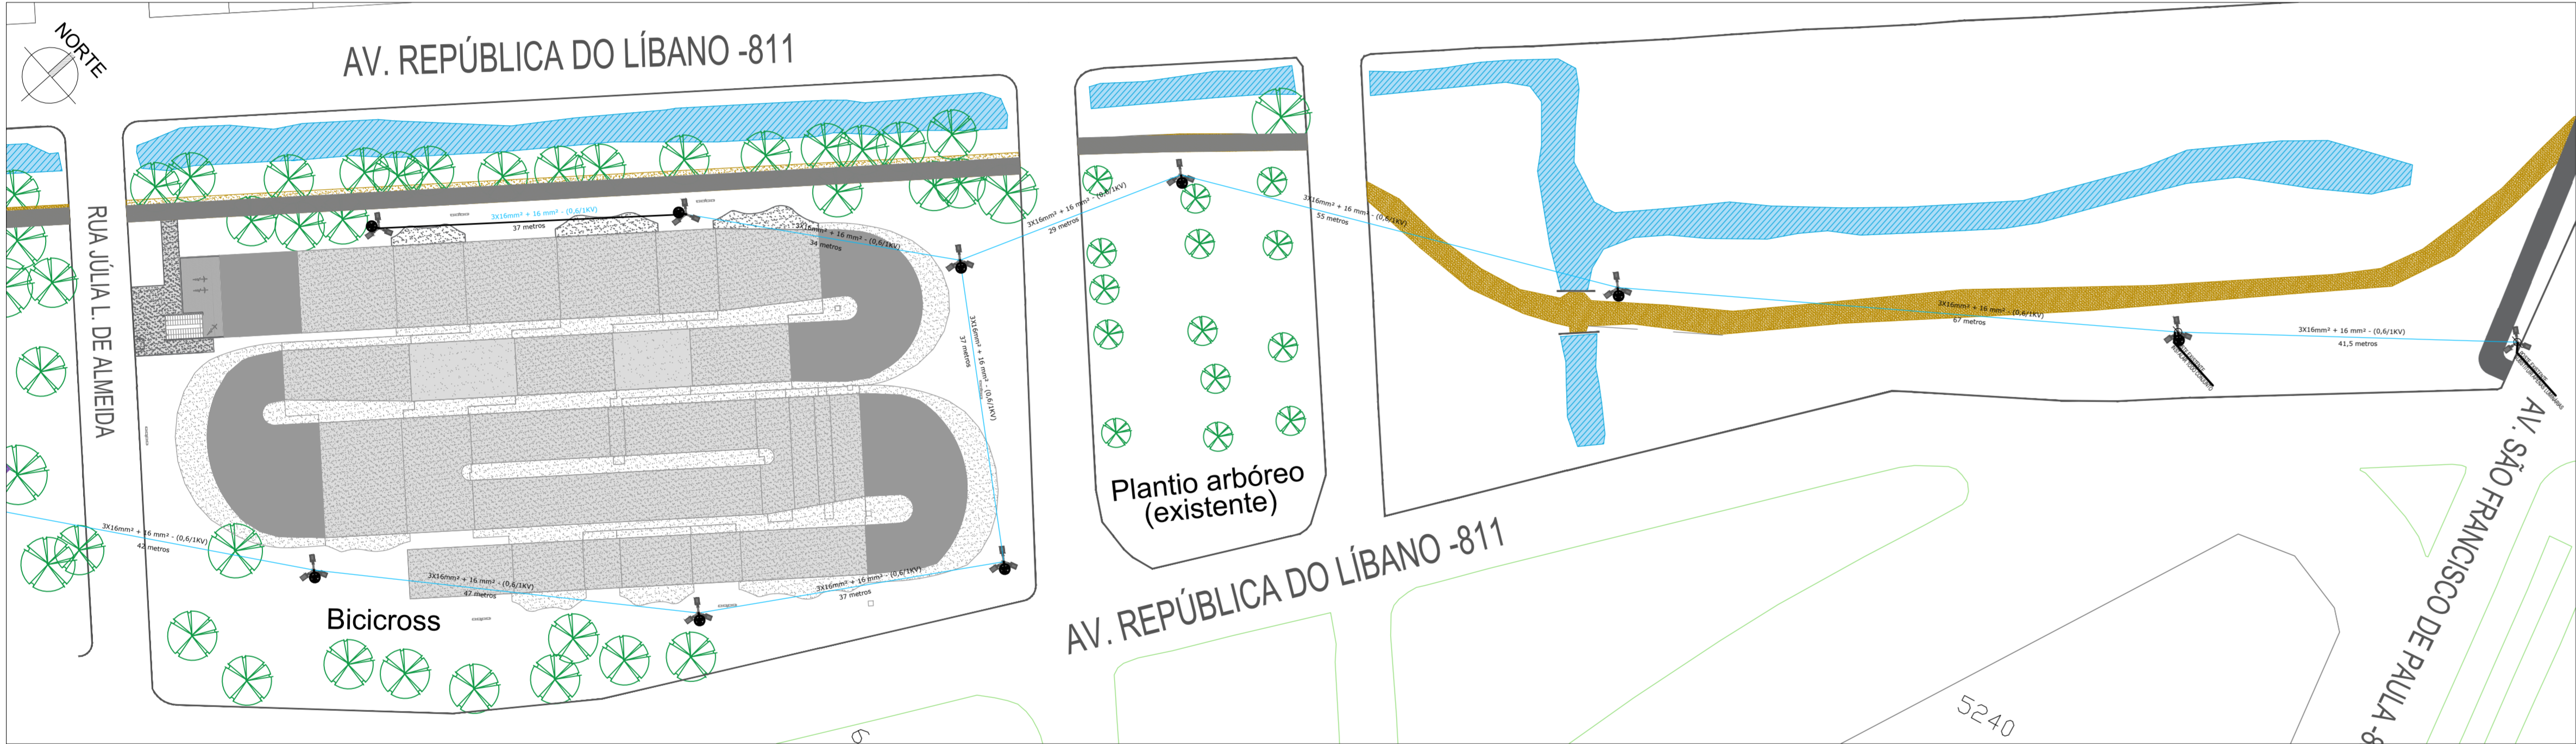 NORTE
AV. REPÚBLICA DO LÍBANO -811
RUA JÚLIA L. DE ALMEIDA
3X16mm² + 16 mm² - (0,6/1KV)
37 metros
3X16mm² + 16 mm² - (0,6/1KV)
34 metros
3X16mm² + 16 mm² - (0,6/1KV)
29 metros
3X16mm² + 16 mm² - (0,6/1KV)
55 metros
3X16mm² + 16 mm² - (0,6/1KV)
67 metros
3X16mm² + 16 mm² - (0,6/1KV)
41,5 metros
3X16mm² + 16 mm² - (0,6/1KV)
37 metros
3X16mm² + 16 mm² - (0,6/1KV)
42 metros
3X16mm² + 16 mm² - (0,6/1KV)
47 metros
3X16mm² + 16 mm² - (0,6/1KV)
37 metros
Bicicross
Plantio arbóreo
(existente)
AV. REPÚBLICA DO LÍBANO -811
AV. SÃO FRANCISCO DE PAULA -8
5240
6